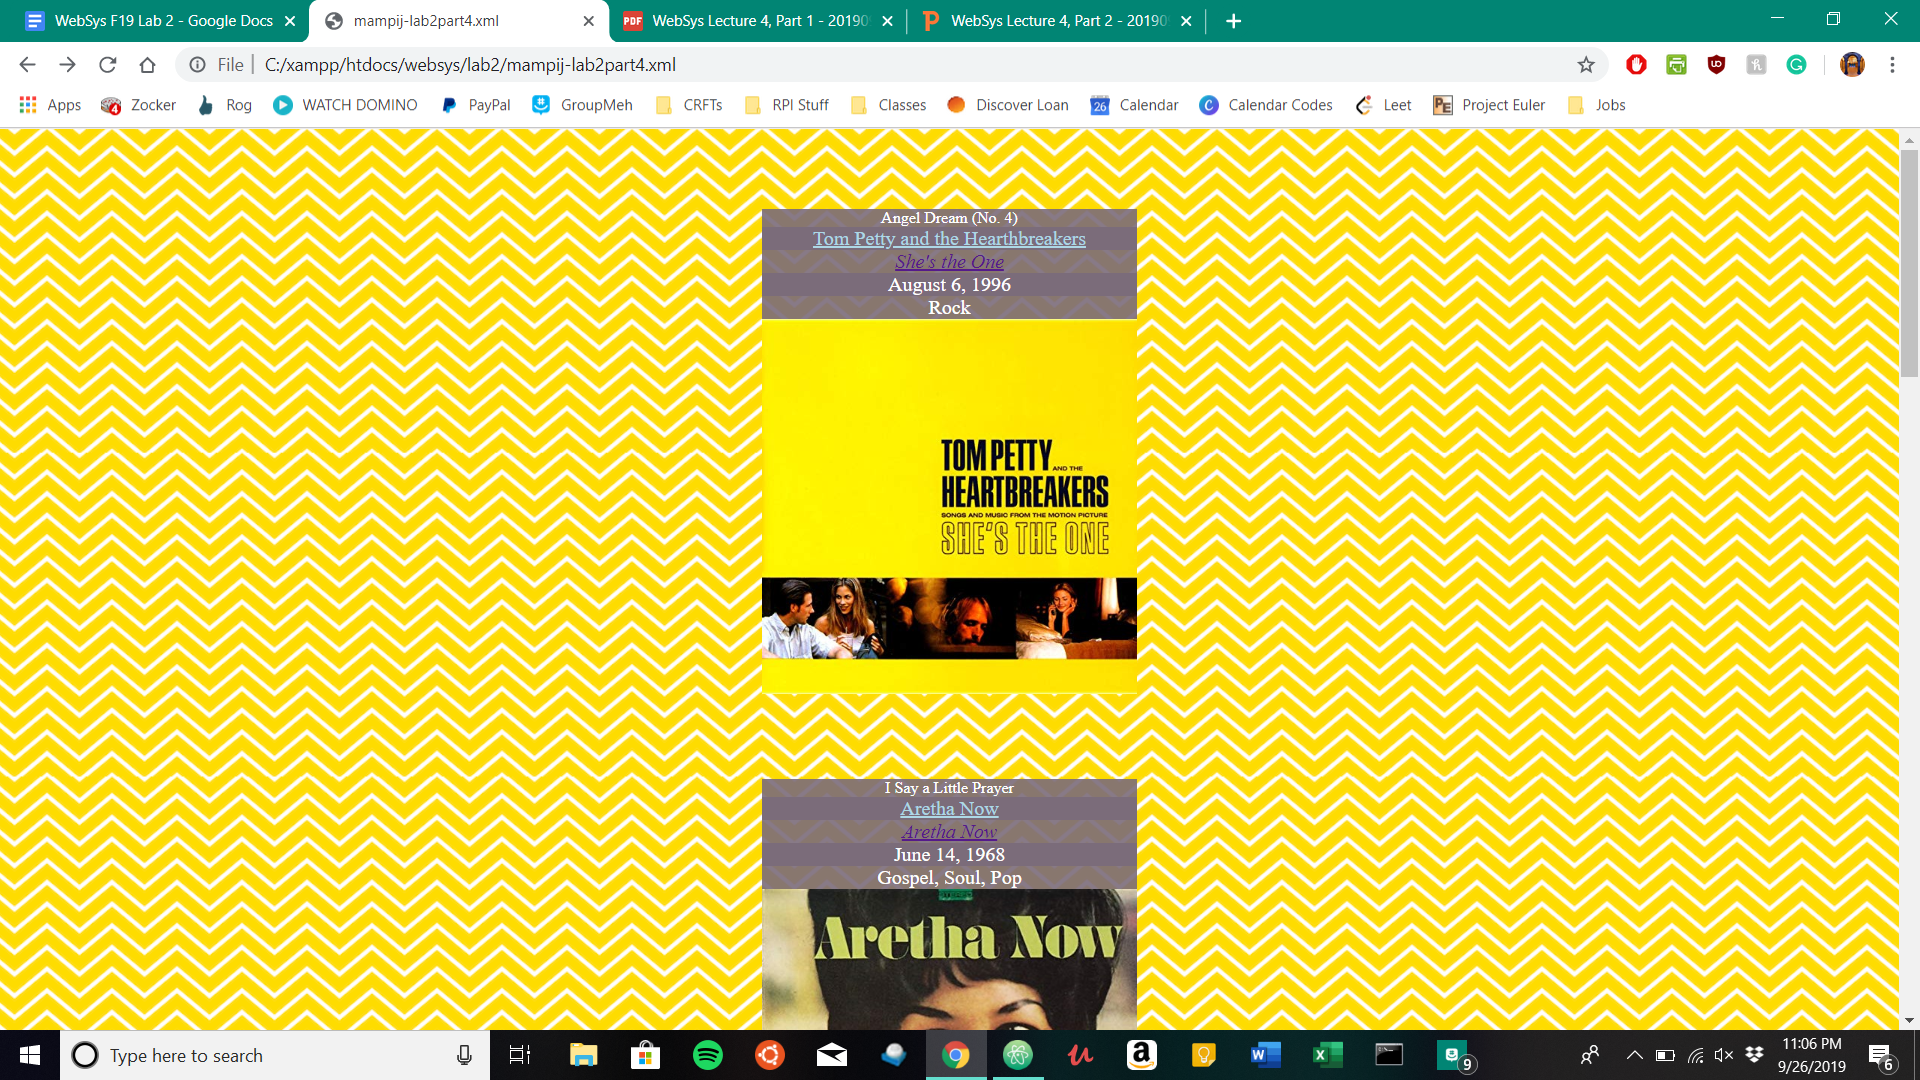 WebSys F19 Lab 2 - Google Docs
mampij-lab2part4.xml
PDF WebSys Lecture 4, Part 1 - 20190
WebSys Lecture 4, Part 2 - 20190
File C:/xampp/htdocs/websys/lab2/mampij-lab2part4.xml
Apps Zocker Rog WATCH DOMINO PayPal GroupMeh CRFTs RPI Stuff Classes Discover Loan 26 Calendar Calendar Codes Leet PE Project Euler Jobs
Angel Dream (No. 4)
Tom Petty and the Hearthbreakers
She's the One
August 6, 1996
Rock
TOM PETTY AND THE
HEARTBREAKERS
SONGS AND MUSIC FROM THE MOTION PICTURE
SHE'S THE ONE
I Say a Little Prayer
Aretha Now
Aretha Now
June 14, 1968
Gospel, Soul, Pop
Aretha Now
Type here to search
9
11:06 PM
9/26/2019
6